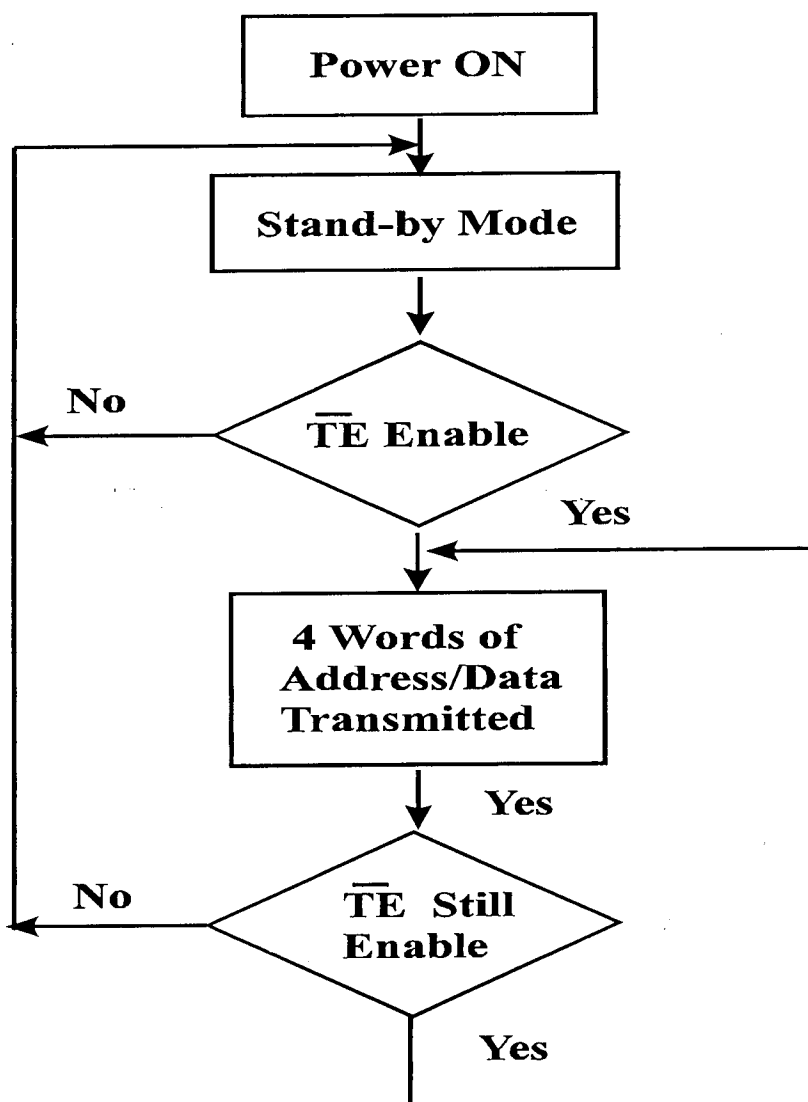 Power ON
Stand-by Mode
No
T̅E̅ Enable
Yes
4 Words of
Address/Data
Transmitted
Yes
No
T̅E̅ Still
Enable
Yes